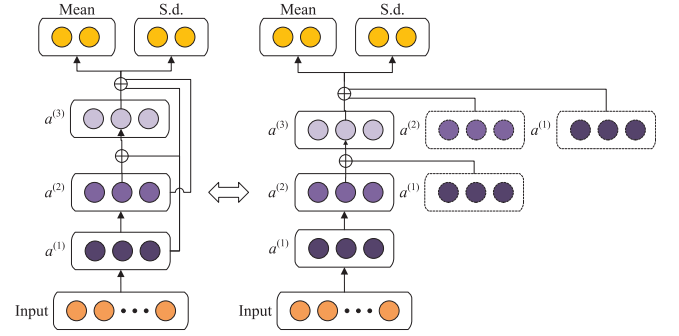 Mean S.d. Mean S.d.
a^(3) a^(3) a^(2) a^(1)
a^(2) a^(2) a^(1)
a^(1) a^(1)
Input Input